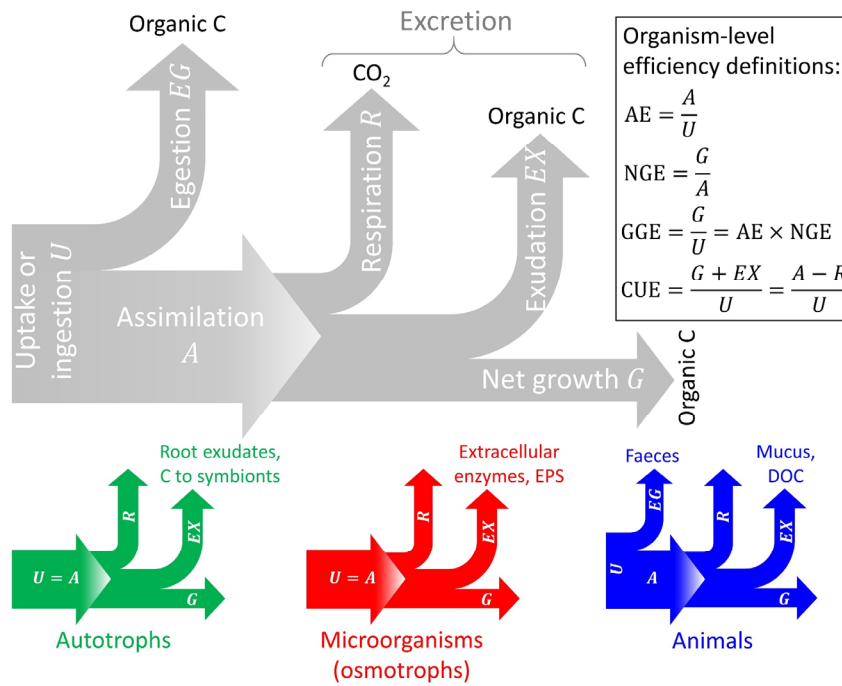 Organic C
Excretion
CO₂
Organic C
Egestion EG
Respiration R
Exudation EX
Uptake or
ingestion U
Assimilation
A
Net growth G
Organic C
Organism-level
efficiency definitions:
AE = A/U
NGE = G/A
GGE = G/U = AE × NGE
CUE = (G + EX)/U = (A − R)/U
Root exudates,
C to symbionts
R
EX
U = A
G
Autotrophs
Extracellular
enzymes, EPS
R
EX
U = A
G
Microorganisms
(osmotrophs)
Faeces
Mucus,
DOC
EG
R
EX
U
A
G
Animals